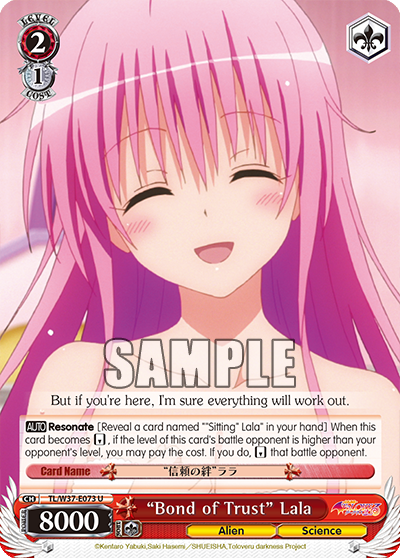 LEVEL
2
1
COST
SAMPLE
But if you're here, I'm sure everything will work out.
AUTO Resonate [Reveal a card named ""Sitting" Lala" in your hand] When this
card becomes [▼], if the level of this card's battle opponent is higher than your
opponent's level, you may pay the cost. If you do, [▼] that battle opponent.
Card Name "信頼の絆"ララ
CH TL/W37-E073 U
POWER 8000 SOUL "Bond of Trust" Lala
Alien Science
©Kentaro Yabuki,Saki Hasemi／SHUEISHA,Toloveru darkness Project